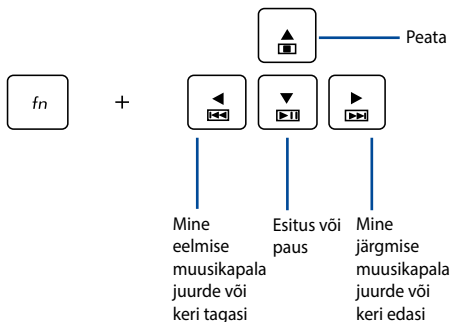 Peata
fn
+
Mine
eelmise
muusikapala
juurde või
keri tagasi
Esitus või
paus
Mine
järgmise
muusikapala
juurde või
keri edasi